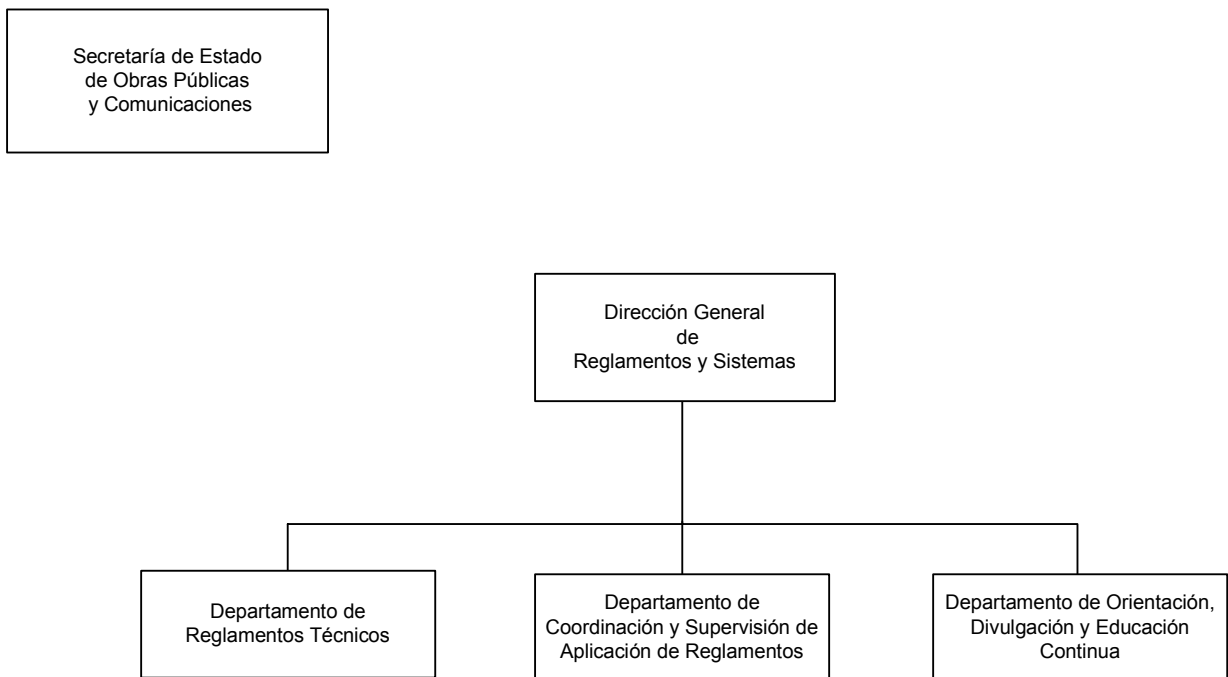 Secretaría de Estado
de Obras Públicas
y Comunicaciones
Dirección General
de
Reglamentos y Sistemas
Departamento de
Reglamentos Técnicos
Departamento de
Coordinación y Supervisión de
Aplicación de Reglamentos
Departamento de Orientación,
Divulgación y Educación
Continua